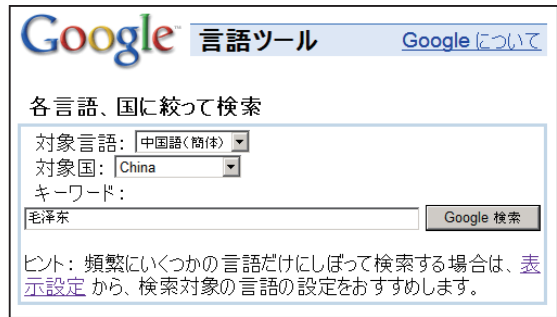 Google™ 言語ツール Google について
各言語、国に絞って検索
対象言語: 中国語(簡体)
対象国: China
キーワード:
毛泽东 Google 検索
ヒント: 頻繁にいくつかの言語だけにしぼって検索する場合は、表
示設定 から、検索対象の言語の設定をおすすめします。